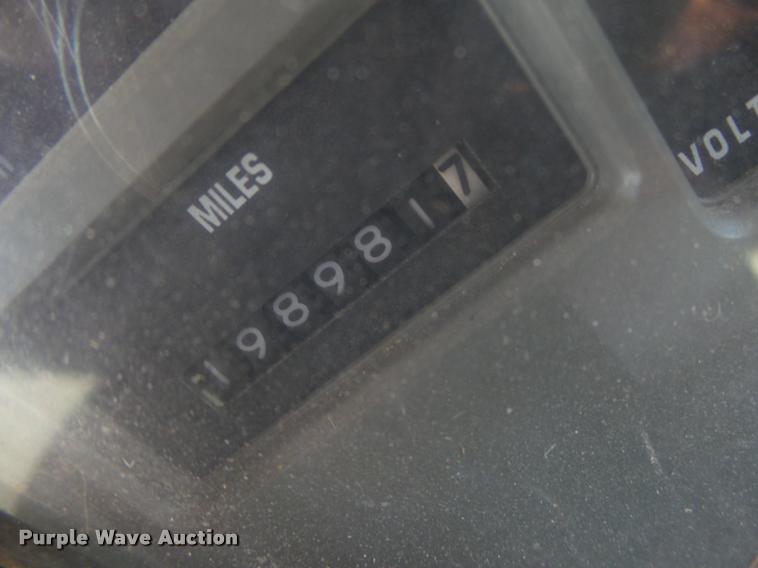 MILES
VOLT
1989817
Purple Wave Auction